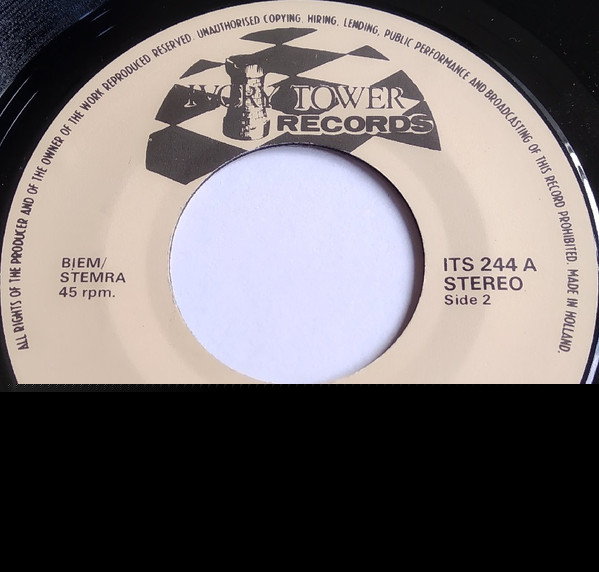 ALL RIGHTS OF THE PRODUCER AND OF THE OWNER OF THE WORK REPRODUCED RESERVED. UNAUTHORISED COPYING, HIRING, LENDING, PUBLIC PERFORMANCE AND BROADCASTING OF THIS RECORD PROHIBITED. MADE IN HOLLAND.
IVORY TOWER
RECORDS
BIEM/
STEMRA
45 rpm.
ITS 244 A
STEREO
Side 2